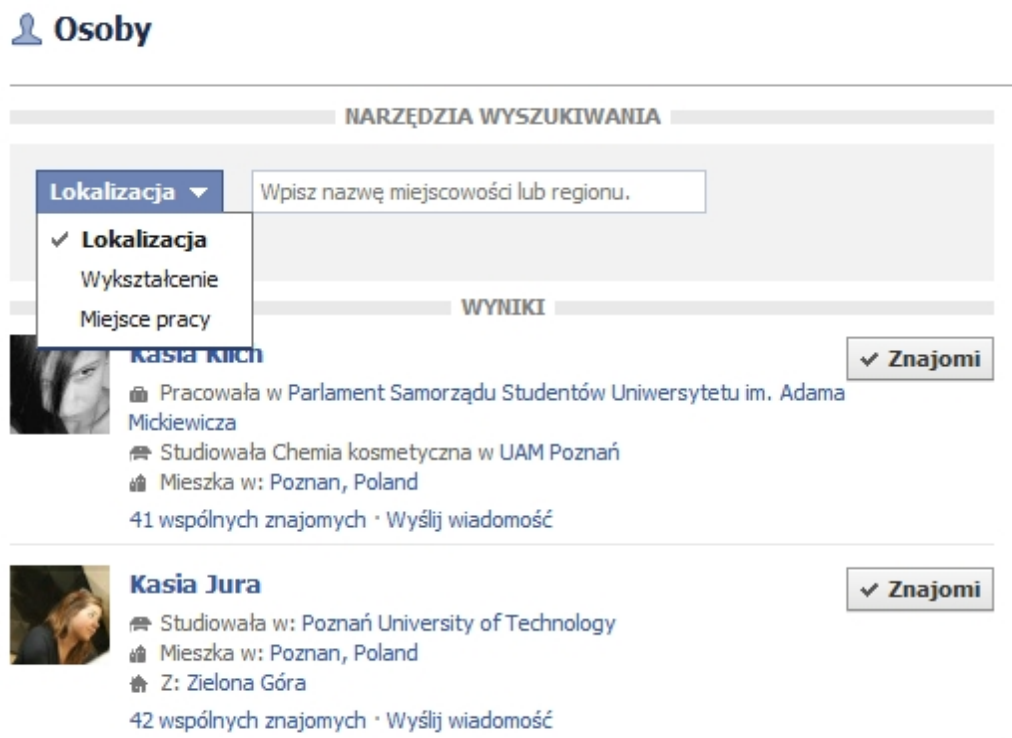 Osoby
NARZĘDZIA WYSZUKIWANIA
Lokalizacja
Wpisz nazwę miejscowości lub regionu.
Lokalizacja
Wykształcenie
Miejsce pracy
WYNIKI
Kasia
Znajomi
Pracowała w Parlament Samorządu Studentów Uniwersytetu im. Adama
Mickiewicza
Studiowała Chemia kosmetyczna w UAM Poznań
Mieszka w: Poznan, Poland
41 wspólnych znajomych · Wyślij wiadomość
Kasia Jura
Znajomi
Studiowała w: Poznań University of Technology
Mieszka w: Poznan, Poland
Z: Zielona Góra
42 wspólnych znajomych · Wyślij wiadomość